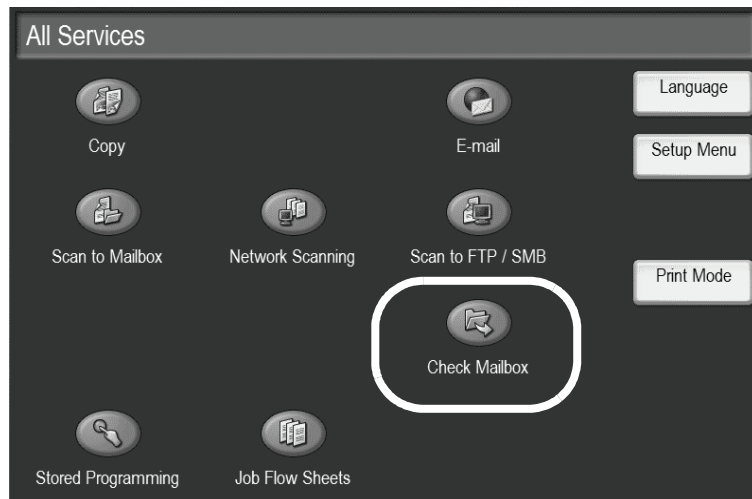 All Services
Copy
E-mail
Language
Setup Menu
Scan to Mailbox
Network Scanning
Scan to FTP / SMB
Print Mode
Check Mailbox
Stored Programming
Job Flow Sheets